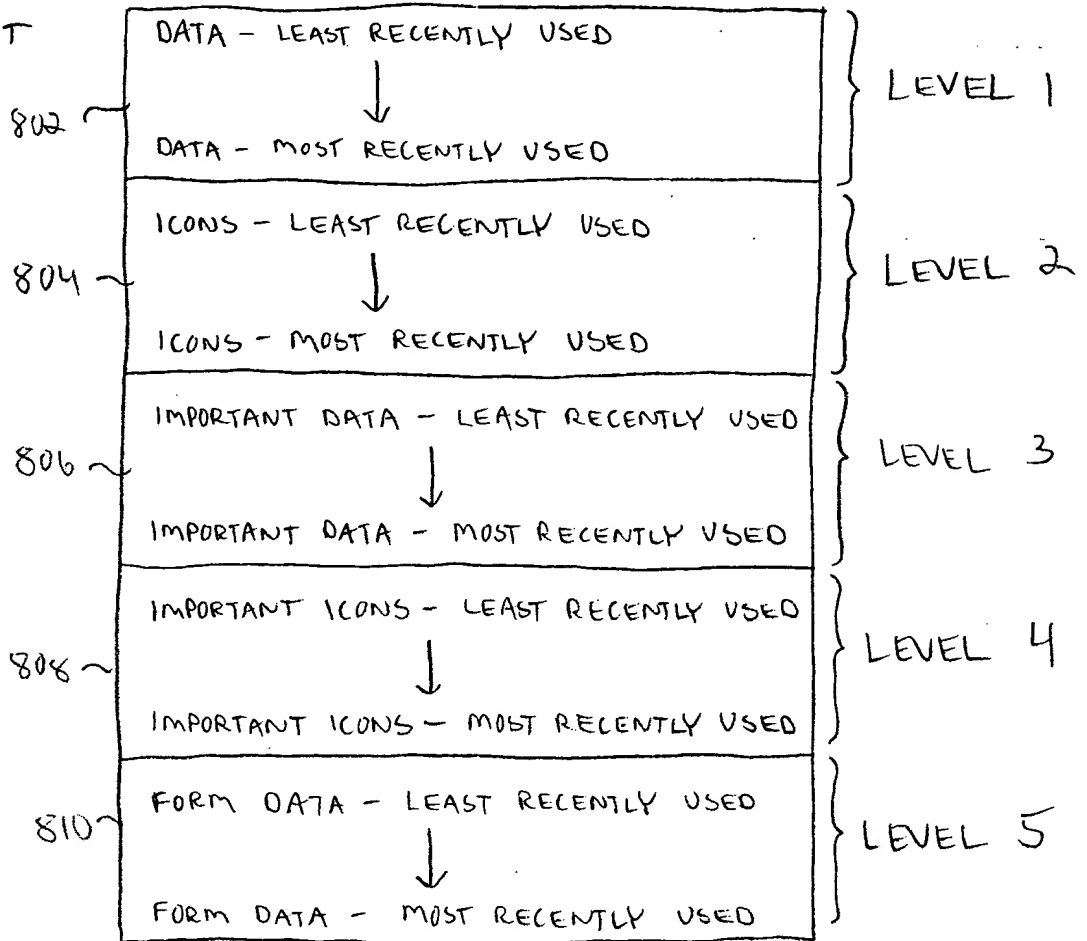 T
DATA - LEAST RECENTLY USED
LEVEL 1
802
DATA - MOST RECENTLY USED
ICONS - LEAST RECENTLY USED
804
LEVEL 2
ICONS - MOST RECENTLY USED
IMPORTANT DATA - LEAST RECENTLY USED
806
LEVEL 3
IMPORTANT DATA - MOST RECENTLY USED
IMPORTANT ICONS - LEAST RECENTLY USED
808
LEVEL 4
IMPORTANT ICONS - MOST RECENTLY USED
FORM DATA - LEAST RECENTLY USED
810
LEVEL 5
FORM DATA - MOST RECENTLY USED